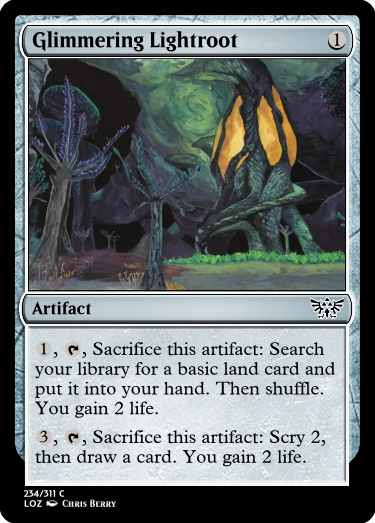 Glimmering Lightroot 1
Artifact
1, , Sacrifice this artifact: Search
your library for a basic land card and
put it into your hand. Then shuffle.
You gain 2 life.
3, , Sacrifice this artifact: Scry 2,
then draw a card. You gain 2 life.
234/311 C
LOZ Chris Berry